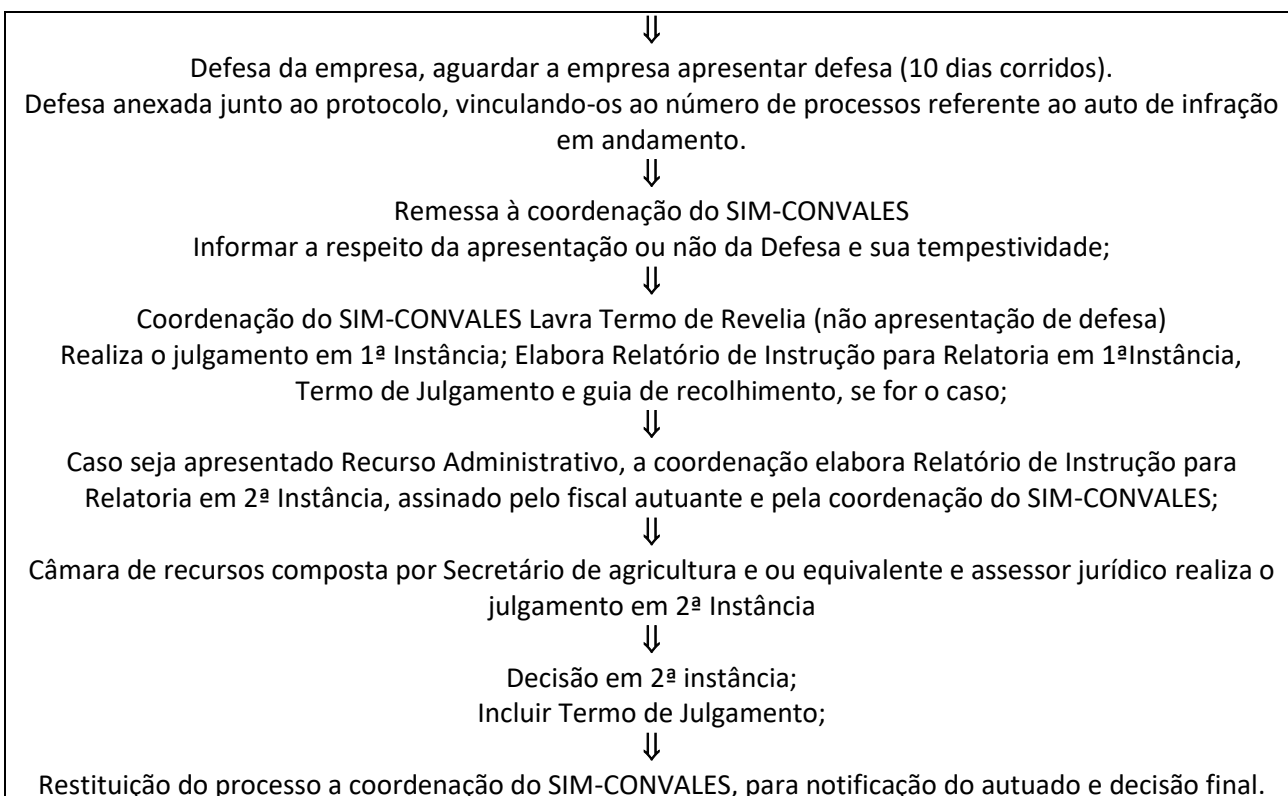 ⇓
Defesa da empresa, aguardar a empresa apresentar defesa (10 dias corridos).
Defesa anexada junto ao protocolo, vinculando-os ao número de processos referente ao auto de infração
em andamento.
⇓
Remessa à coordenação do SIM-CONVALES
Informar a respeito da apresentação ou não da Defesa e sua tempestividade;
⇓
Coordenação do SIM-CONVALES Lavra Termo de Revelia (não apresentação de defesa)
Realiza o julgamento em 1ª Instância; Elabora Relatório de Instrução para Relatoria em 1ªInstância,
Termo de Julgamento e guia de recolhimento, se for o caso;
⇓
Caso seja apresentado Recurso Administrativo, a coordenação elabora Relatório de Instrução para
Relatoria em 2ª Instância, assinado pelo fiscal autuante e pela coordenação do SIM-CONVALES;
⇓
Câmara de recursos composta por Secretário de agricultura e ou equivalente e assessor jurídico realiza o
julgamento em 2ª Instância
⇓
Decisão em 2ª instância;
Incluir Termo de Julgamento;
⇓
Restituição do processo a coordenação do SIM-CONVALES, para notificação do autuado e decisão final.